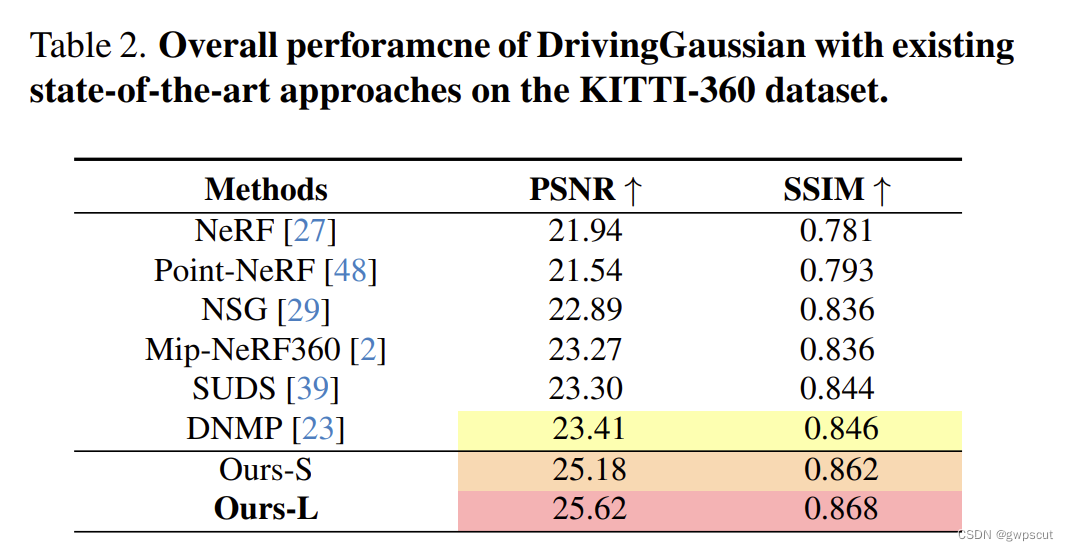 Table 2. Overall perforamcne of DrivingGaussian with existing
state-of-the-art approaches on the KITTI-360 dataset.
Methods PSNR ↑ SSIM ↑
NeRF [27] 21.94 0.781
Point-NeRF [48] 21.54 0.793
NSG [29] 22.89 0.836
Mip-NeRF360 [2] 23.27 0.836
SUDS [39] 23.30 0.844
DNMP [23] 23.41 0.846
Ours-S 25.18 0.862
Ours-L 25.62 0.868
CSDN @gwpscut